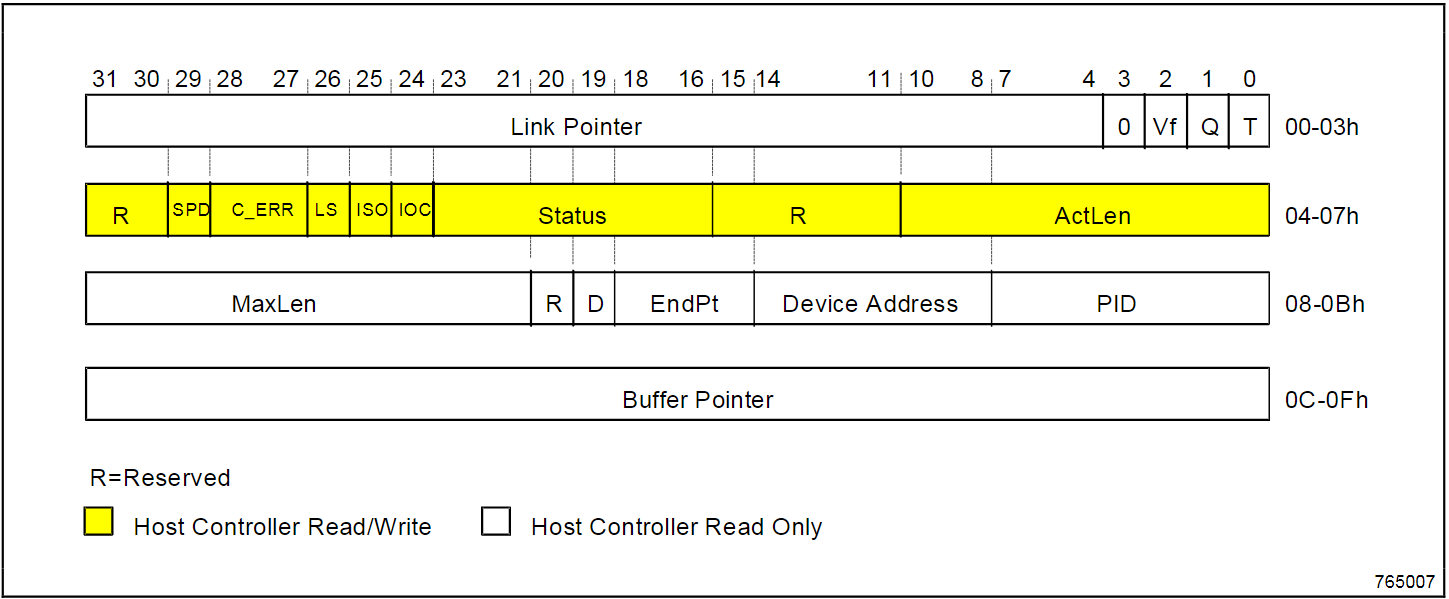 31 30 29 28 27 26 25 24 23 21 20 19 18 16 15 14 11 10 8 7 4 3 2 1 0
Link Pointer 0 Vf Q T 00-03h
R SPD C_ERR LS ISO IOC Status R ActLen 04-07h
MaxLen R D EndPt Device Address PID 08-0Bh
Buffer Pointer 0C-0Fh
R=Reserved
Host Controller Read/Write Host Controller Read Only
765007